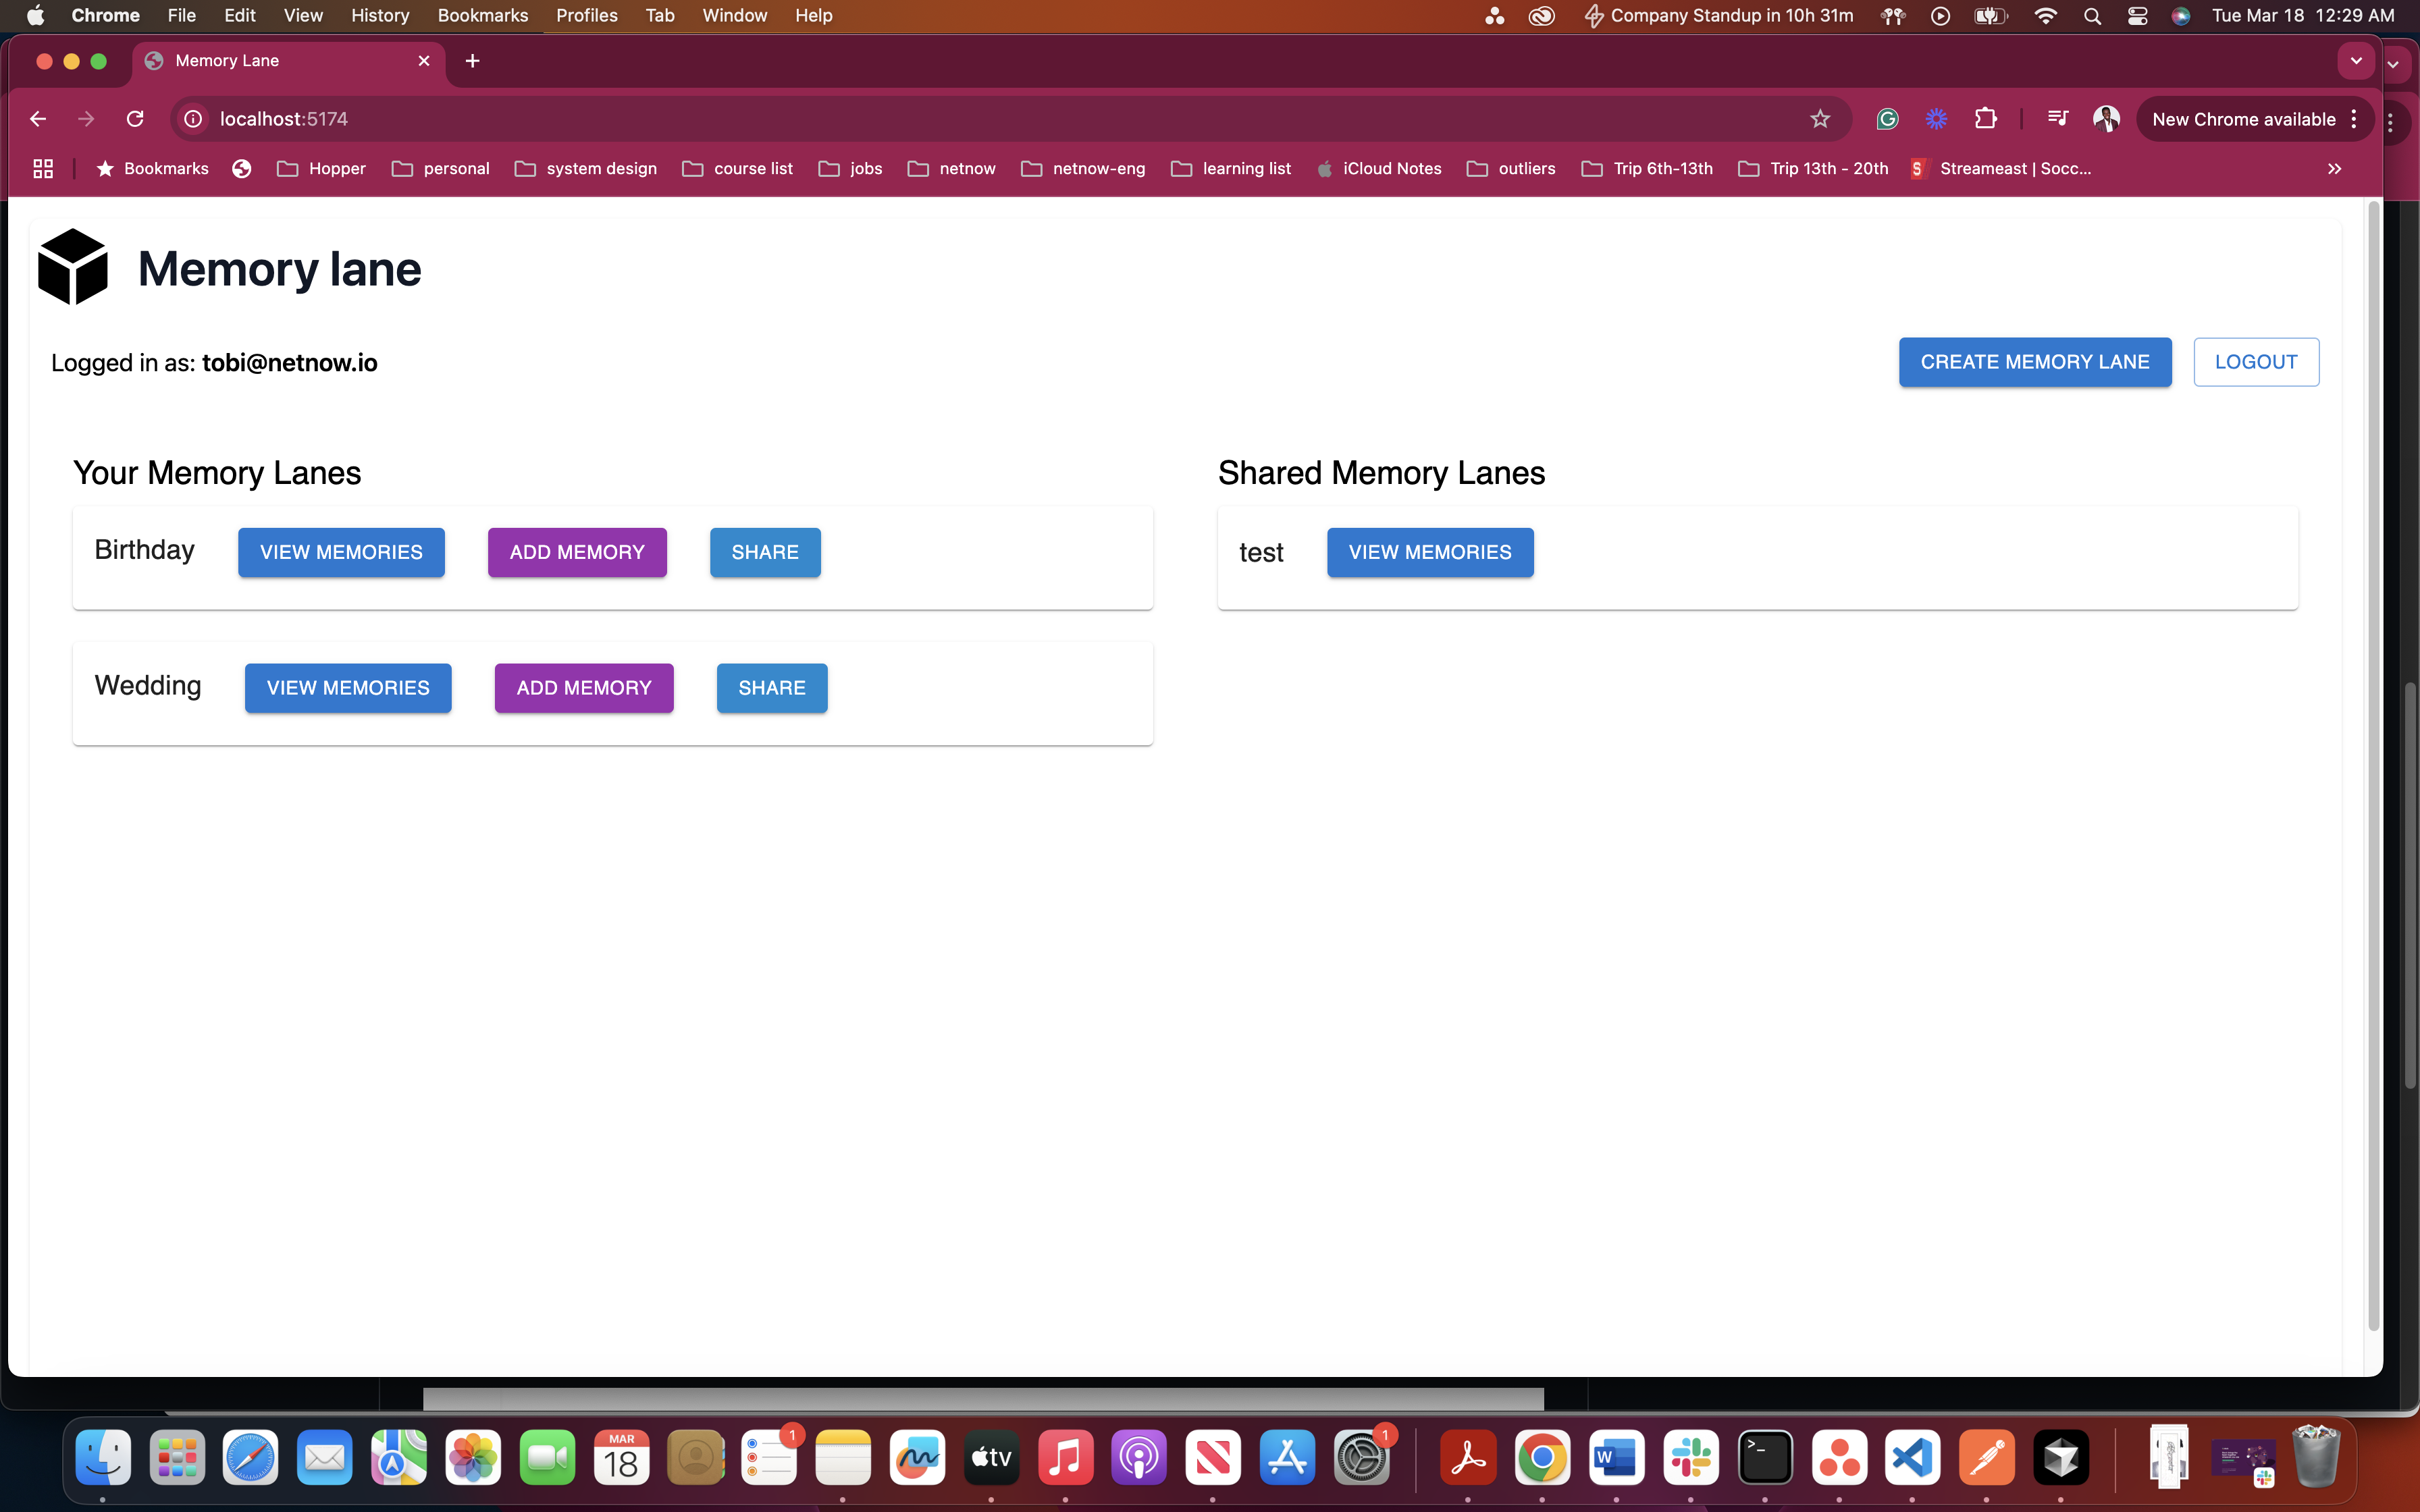 Chrome File Edit View History Bookmarks Profiles Tab Window Help Company Standup in 10h 31m Tue Mar 18 12:29 AM
Memory Lane
localhost:5174 New Chrome available
Bookmarks Hopper personal system design course list jobs netnow netnow-eng learning list iCloud Notes outliers Trip 6th-13th Trip 13th - 20th S Streameast | Socc...
Memory lane
Logged in as: tobi@netnow.io CREATE MEMORY LANE LOGOUT
Your Memory Lanes Shared Memory Lanes
Birthday VIEW MEMORIES ADD MEMORY SHARE test VIEW MEMORIES
Wedding VIEW MEMORIES ADD MEMORY SHARE
MAR 1 1
18 tv W >_